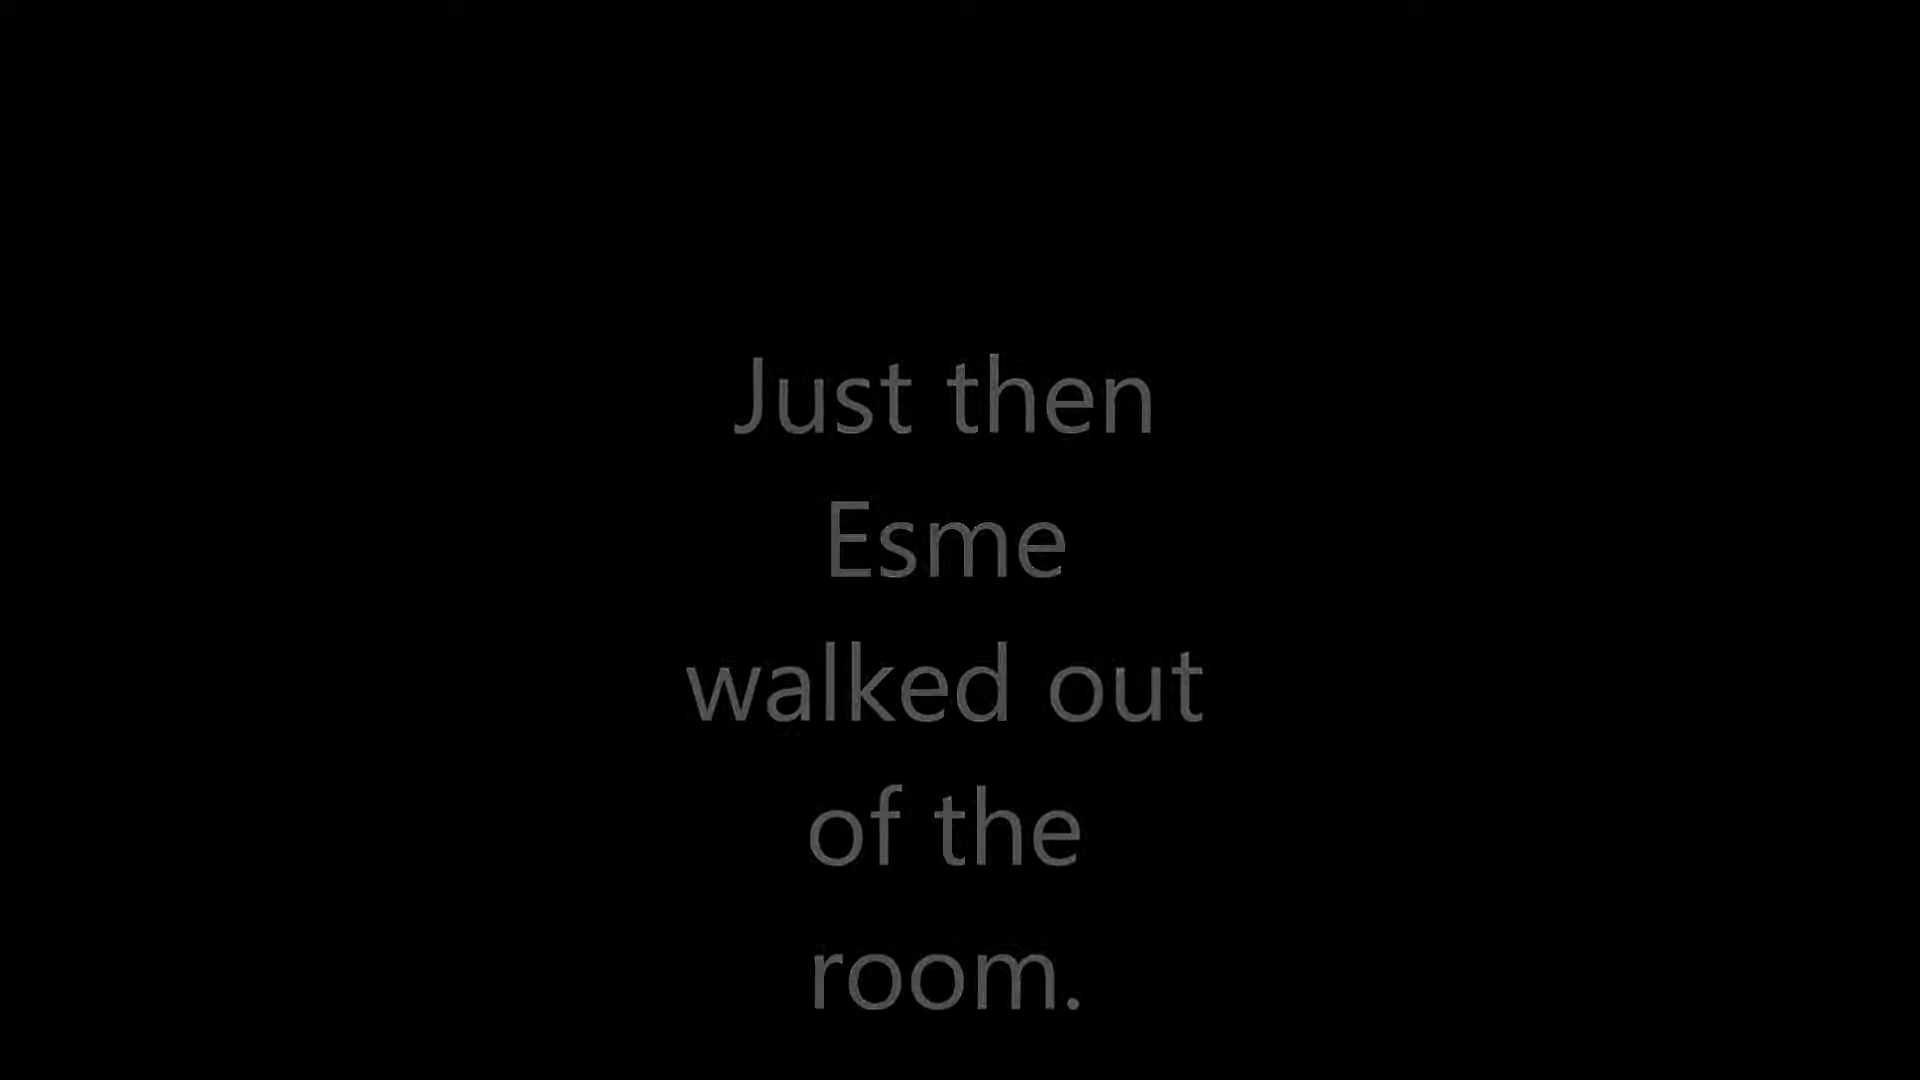 Just then
Esme
walked out
of the
room.